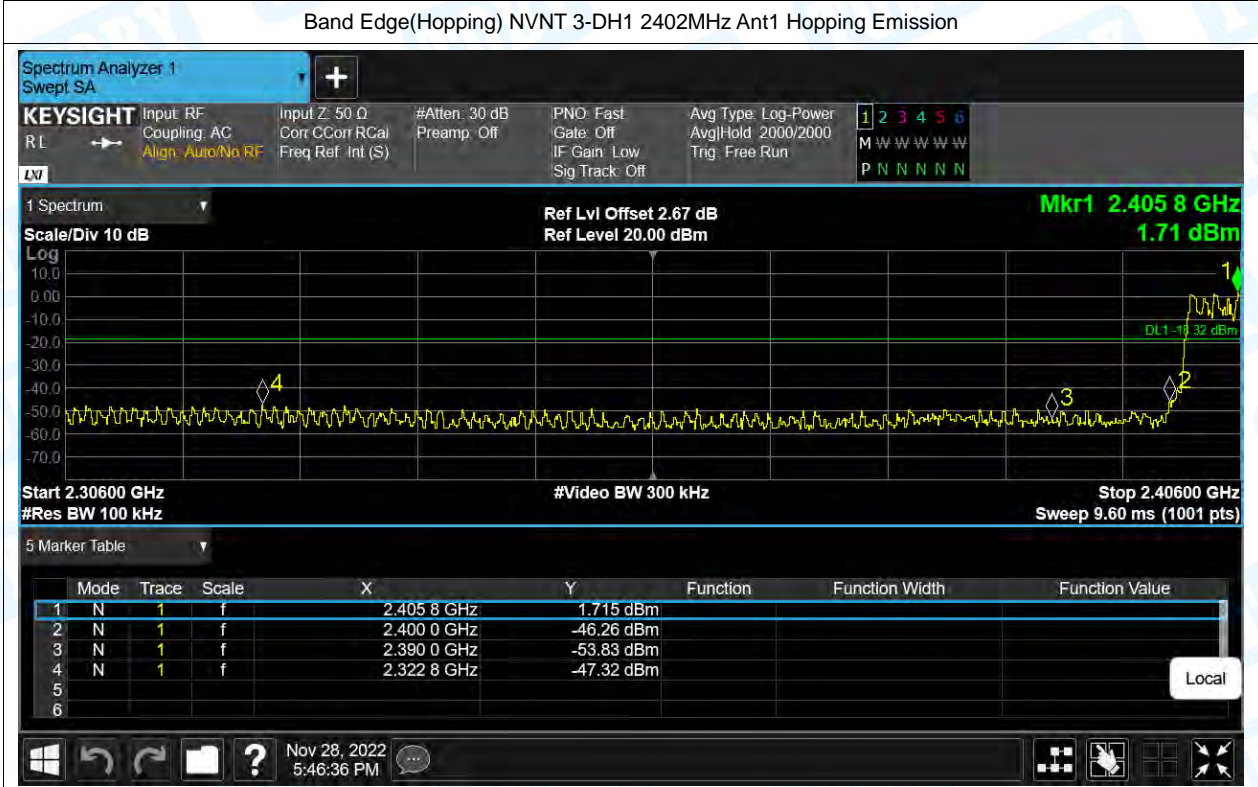 Band Edge(Hopping) NVNT 3-DH1 2402MHz Ant1 Hopping Emission
Spectrum Analyzer 1
Swept SA
+
KEYSIGHT
R L
LXI
Input: RF
Coupling: AC
Align: Auto/No RF
Input Z: 50 Ω
Corr CCorr RCal
Freq Ref: Int (S)
#Atten: 30 dB
Preamp: Off
PNO: Fast
Gate: Off
IF Gain: Low
Sig Track: Off
Avg Type: Log-Power
Avg|Hold: 2000/2000
Trig: Free Run
1 2 3 4 5 6
M W W W W W
P N N N N N
1 Spectrum
Scale/Div 10 dB
Ref Lvl Offset 2.67 dB
Ref Level 20.00 dBm
Mkr1 2.405 8 GHz
1.71 dBm
Log
10.0
0.00
-10.0
-20.0
-30.0
-40.0
-50.0
-60.0
-70.0
1
DL1 -18.32 dBm
4
3
2
Start 2.30600 GHz
#Res BW 100 kHz
#Video BW 300 kHz
Stop 2.40600 GHz
Sweep 9.60 ms (1001 pts)
5 Marker Table
Mode Trace Scale X Y Function Function Width Function Value
1 N 1 f 2.405 8 GHz 1.715 dBm
2 N 1 f 2.400 0 GHz -46.26 dBm
3 N 1 f 2.390 0 GHz -53.83 dBm
4 N 1 f 2.322 8 GHz -47.32 dBm
5
6
Local
?
Nov 28, 2022
5:46:36 PM